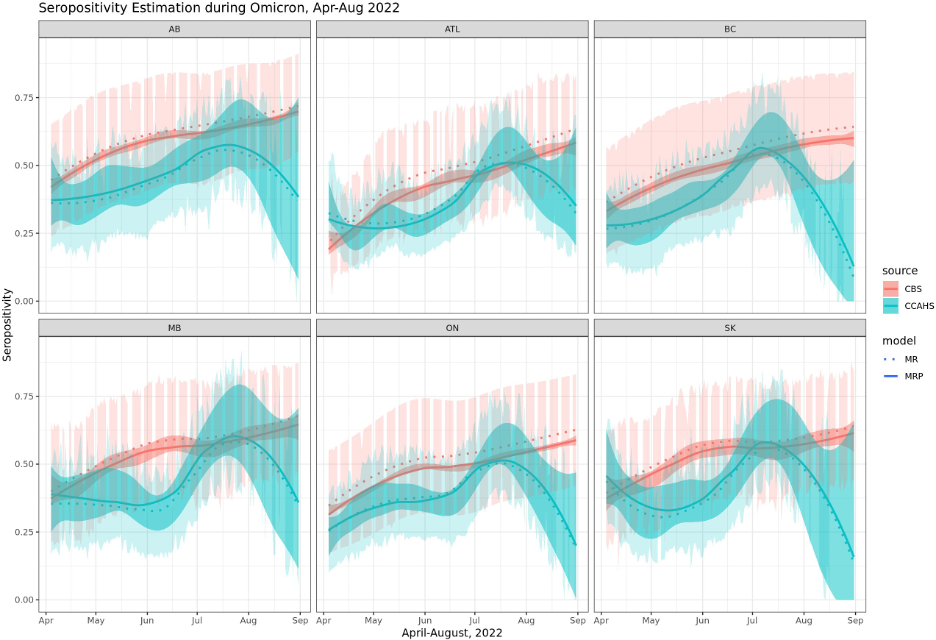 Seropositivity Estimation during Omicron, Apr-Aug 2022
AB
ATL
BC
0.75
0.50
0.25
0.00
MB
ON
SK
0.75
0.50
0.25
0.00
Seropositivity
Apr May Jun Jul Aug Sep
Apr May Jun Jul Aug Sep
Apr May Jun Jul Aug Sep
April-August, 2022
source
CBS
CCAHS
model
MR
MRP